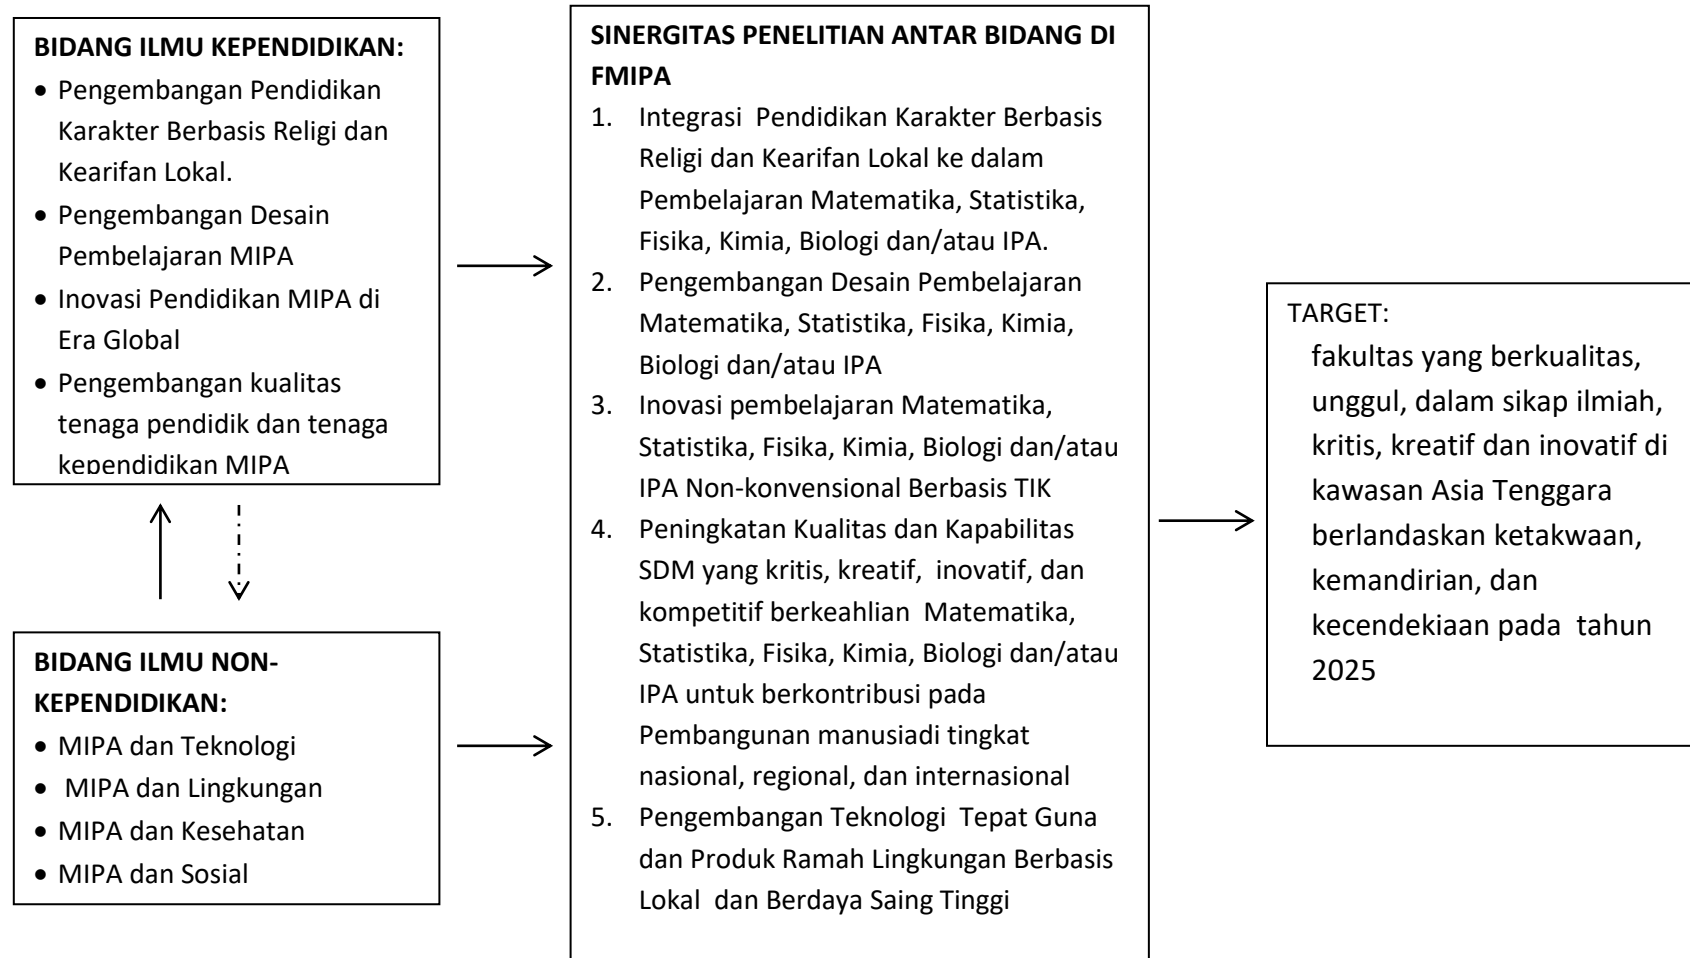 BIDANG ILMU KEPENDIDIKAN:
• Pengembangan Pendidikan
Karakter Berbasis Religi dan
Kearifan Lokal.
• Pengembangan Desain
Pembelajaran MIPA
• Inovasi Pendidikan MIPA di
Era Global
• Pengembangan kualitas
tenaga pendidik dan tenaga
kependidikan MIPA
BIDANG ILMU NON-
KEPENDIDIKAN:
• MIPA dan Teknologi
• MIPA dan Lingkungan
• MIPA dan Kesehatan
• MIPA dan Sosial
SINERGITAS PENELITIAN ANTAR BIDANG DI
FMIPA
1. Integrasi Pendidikan Karakter Berbasis
Religi dan Kearifan Lokal ke dalam
Pembelajaran Matematika, Statistika,
Fisika, Kimia, Biologi dan/atau IPA.
2. Pengembangan Desain Pembelajaran
Matematika, Statistika, Fisika, Kimia,
Biologi dan/atau IPA
3. Inovasi pembelajaran Matematika,
Statistika, Fisika, Kimia, Biologi dan/atau
IPA Non-konvensional Berbasis TIK
4. Peningkatan Kualitas dan Kapabilitas
SDM yang kritis, kreatif, inovatif, dan
kompetitif berkeahlian Matematika,
Statistika, Fisika, Kimia, Biologi dan/atau
IPA untuk berkontribusi pada
Pembangunan manusiadi tingkat
nasional, regional, dan internasional
5. Pengembangan Teknologi Tepat Guna
dan Produk Ramah Lingkungan Berbasis
Lokal dan Berdaya Saing Tinggi
TARGET:
fakultas yang berkualitas,
unggul, dalam sikap ilmiah,
kritis, kreatif dan inovatif di
kawasan Asia Tenggara
berlandaskan ketakwaan,
kemandirian, dan
kecendekiaan pada tahun
2025